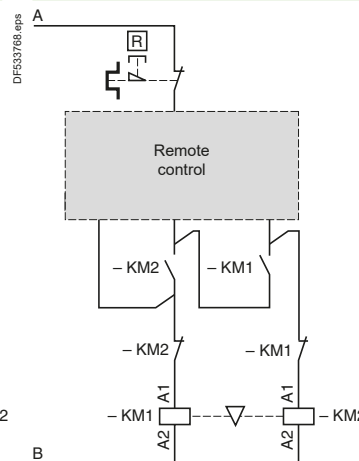 DF533768.eps
A
R
Remote
control
– KM2
– KM1
– KM2
– KM1
A1
A1
2
– KM1
– KM2
A2
A2
B